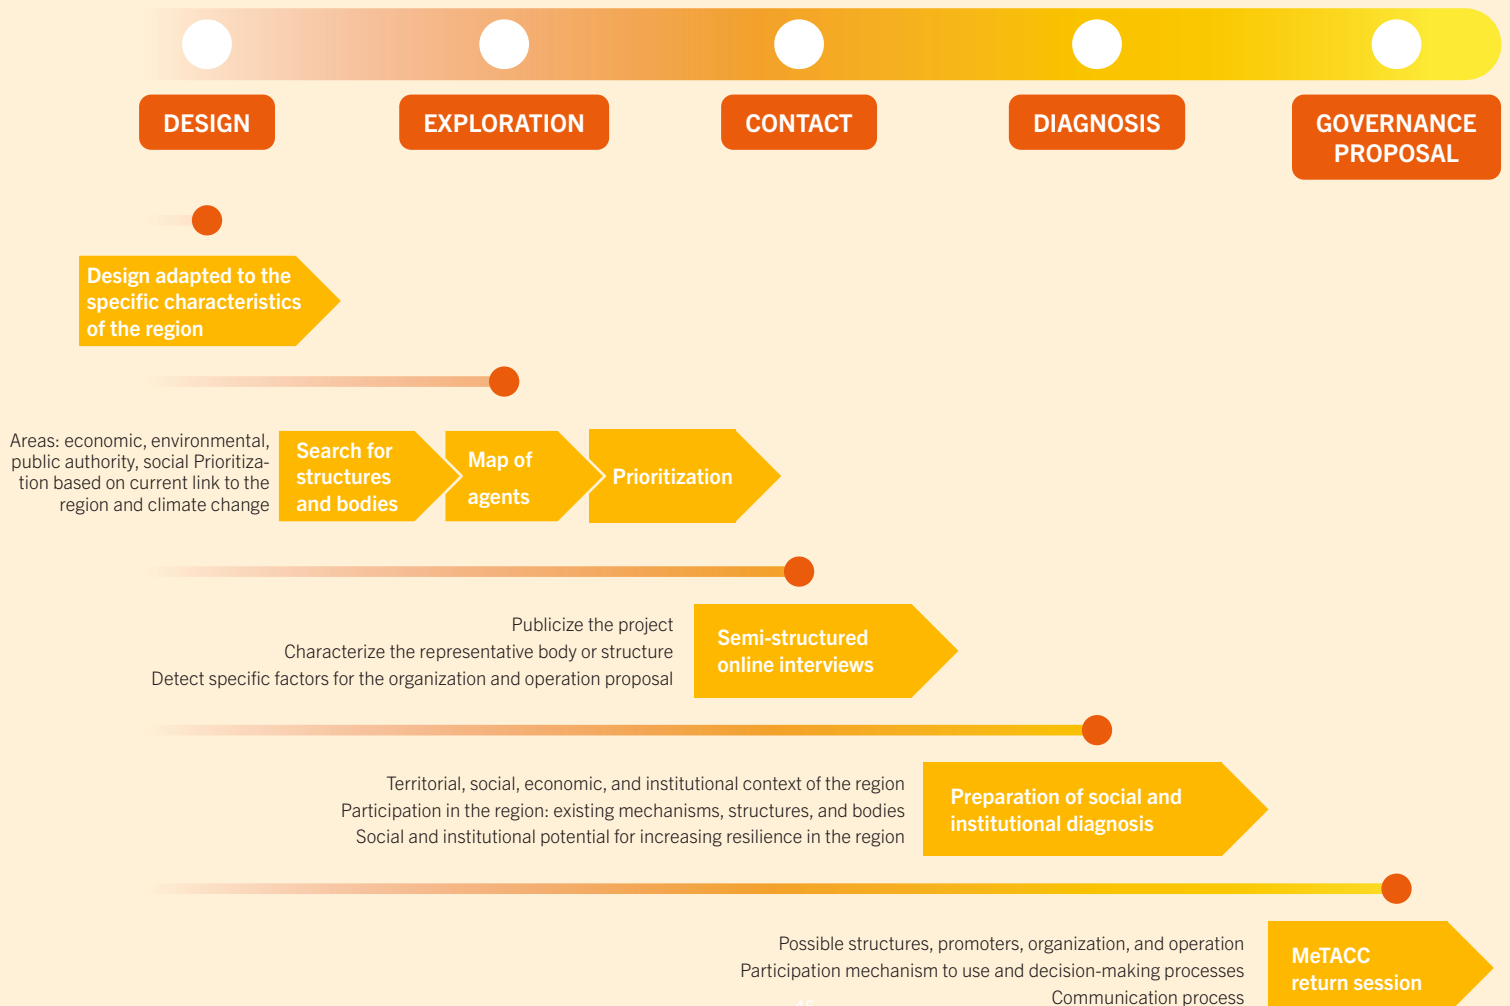 DESIGN
EXPLORATION
CONTACT
DIAGNOSIS
GOVERNANCE
PROPOSAL
Design adapted to the
specific characteristics
of the region
Areas: economic, environmental,
public authority, social Prioritiza-
tion based on current link to the
region and climate change
Search for
structures
and bodies
Map of
agents
Prioritization
Publicize the project
Characterize the representative body or structure
Detect specific factors for the organization and operation proposal
Semi-structured
online interviews
Territorial, social, economic, and institutional context of the region
Participation in the region: existing mechanisms, structures, and bodies
Social and institutional potential for increasing resilience in the region
Preparation of social and
institutional diagnosis
Possible structures, promoters, organization, and operation
Participation mechanism to use and decision-making processes
Communication process
MeTACC
return session